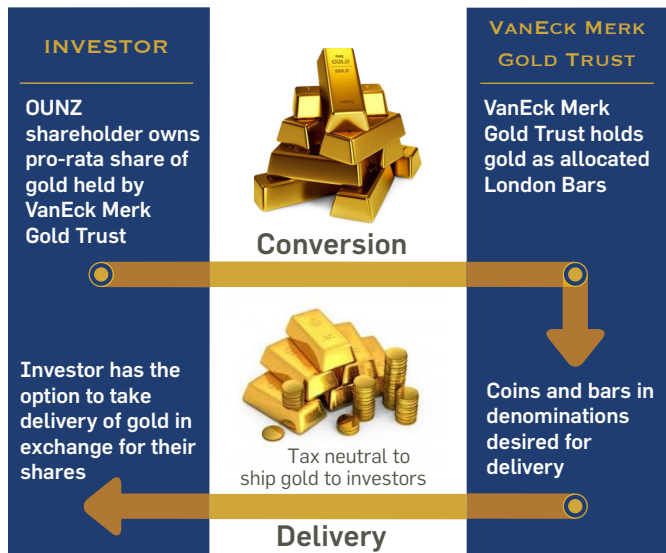 INVESTOR
OUNZ
shareholder owns
pro-rata share of
gold held by
VanEck Merk
Gold Trust
GOLD
999.9
Conversion
VANECK MERK
GOLD TRUST
VanEck Merk
Gold Trust holds
gold as allocated
London Bars
Coins and bars in
denominations
desired for
delivery
Tax neutral to
ship gold to investors
Delivery
Investor has the
option to take
delivery of gold in
exchange for their
shares